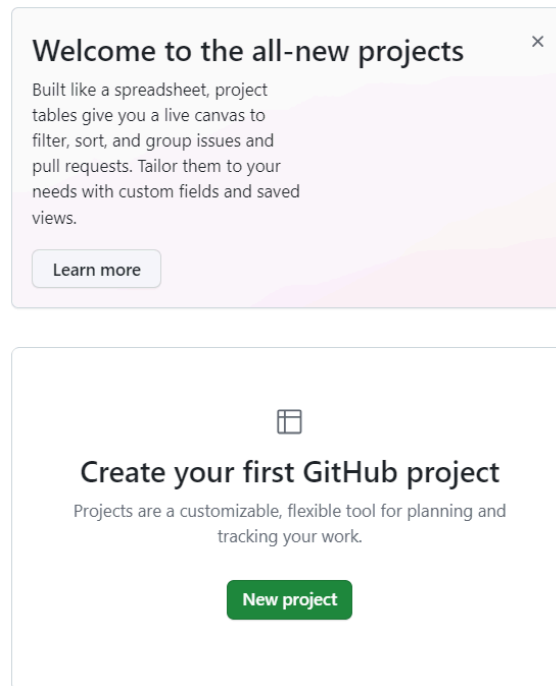 Welcome to the all-new projects
Built like a spreadsheet, project
tables give you a live canvas to
filter, sort, and group issues and
pull requests. Tailor them to your
needs with custom fields and saved
views.
Learn more
Create your first GitHub project
Projects are a customizable, flexible tool for planning and
tracking your work.
New project